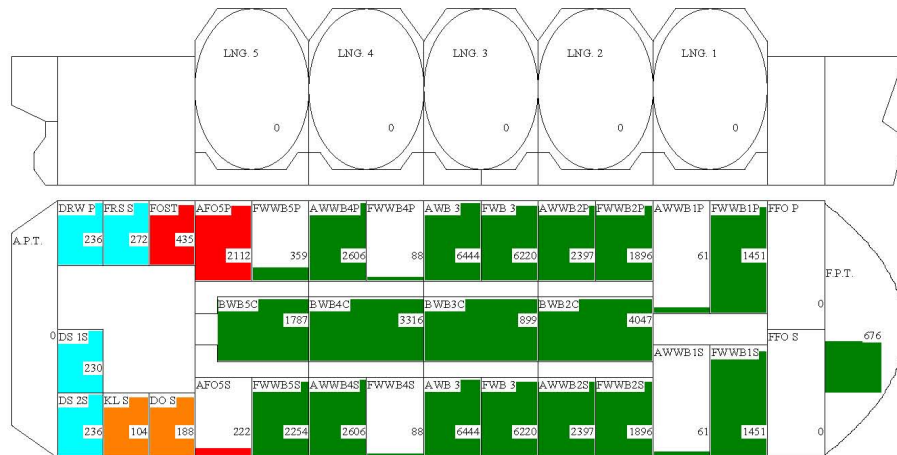 LNG. 5 LNG. 4 LNG. 3 LNG. 2 LNG. 1
0 0 0 0 0
DRW P FRS S FOST AFO5P FWWB5P AWWB4P FWWB4P AWB 3 FWB 3 AWWB2P FWWB2P AWWB1P FWWB1P FFO P
A.P.T.
236 272 435 2112 359 2606 88 6444 6220 2397 1896 61 1451
F.P.T.
BWB5C BWB4C BWB3C BWB2C
0
1787 3316 899 4047
0 DS 1S FFO S 676
AWWB1S FWWB1S
230
AFO5S FWWB5S AWWB4S FWWB4S AWB 3 FWB 3 AWWB2S FWWB2S
DS 2S KL S DO S
236 104 188 222 2254 2606 88 6444 6220 2397 1896 61 1451 0